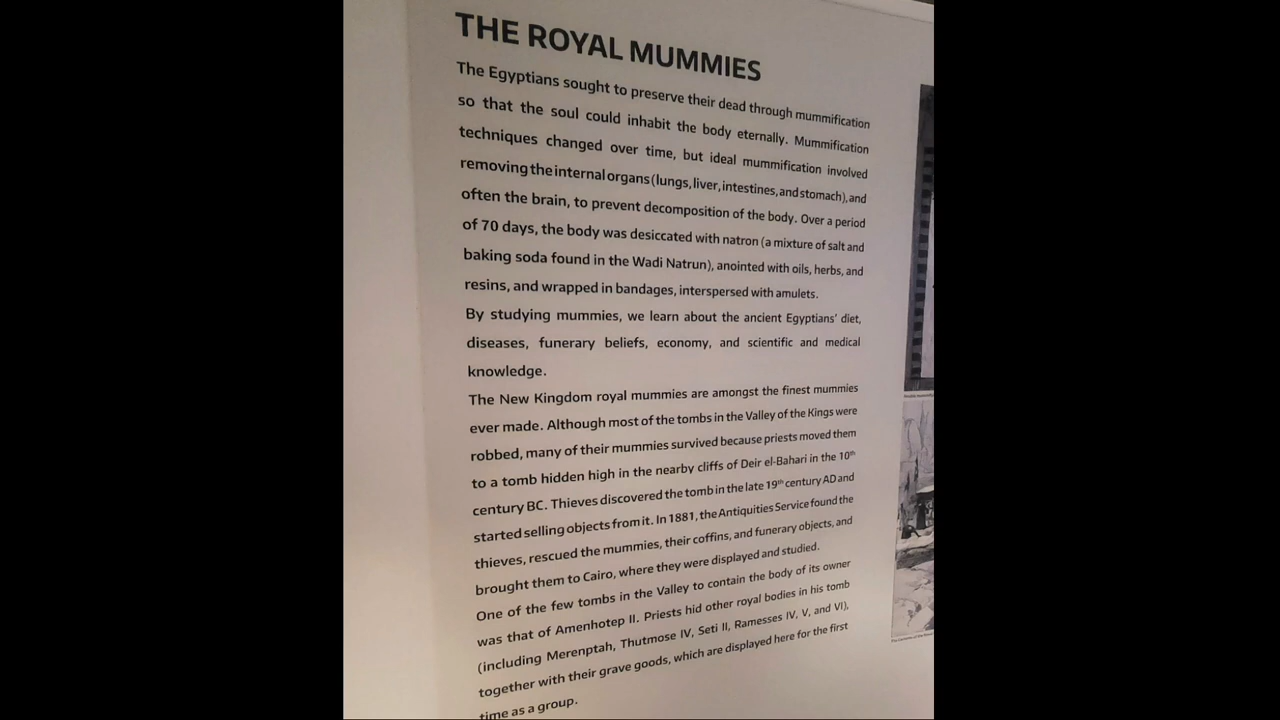 THE ROYAL MUMMIES
The Egyptians sought to preserve their dead through mummification
so that the soul could inhabit the body eternally. Mummification
techniques changed over time, but ideal mummification involved
removing the internal organs (lungs, liver, intestines, and stomach), and
often the brain, to prevent decomposition of the body. Over a period
of 70 days, the body was desiccated with natron (a mixture of salt and
baking soda found in the Wadi Natrun), anointed with oils, herbs, and
resins, and wrapped in bandages, interspersed with amulets.
By studying mummies, we learn about the ancient Egyptians' diet,
diseases, funerary beliefs, economy, and scientific and medical
knowledge.
The New Kingdom royal mummies are amongst the finest mummies
ever made. Although most of the tombs in the Valley of the Kings were
robbed, many of their mummies survived because priests moved them
to a tomb hidden high in the nearby cliffs of Deir el-Bahari in the 10th
century BC. Thieves discovered the tomb in the late 19th century AD and
started selling objects from it. In 1881, the Antiquities Service found the
thieves, rescued the mummies, their coffins, and funerary objects, and
brought them to Cairo, where they were displayed and studied.
One of the few tombs in the Valley to contain the body of its owner
was that of Amenhotep II. Priests hid other royal bodies in his tomb
(including Merenptah, Thutmose IV, Seti II, Ramesses IV, V, and VI),
together with their grave goods, which are displayed here for the first
time as a group.